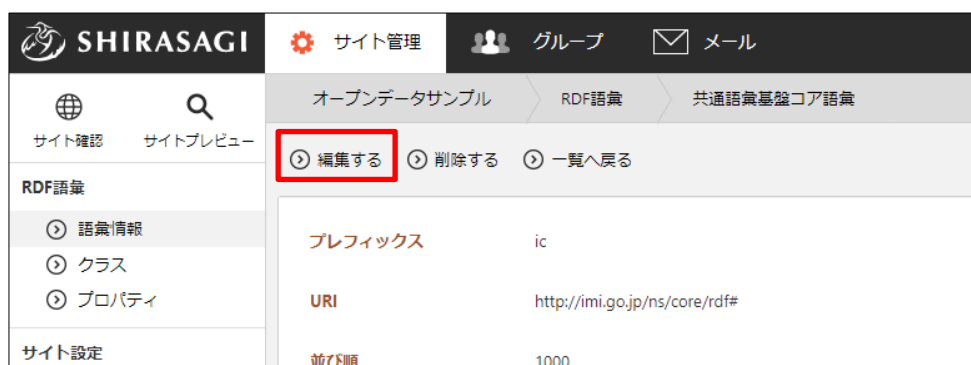 SHIRASAGI サイト管理 グループ メール
オープンデータサンプル RDF語彙 共通語彙基盤コア語彙
サイト確認 サイトプレビュー
編集する 削除する 一覧へ戻る
RDF語彙
語彙情報
クラス
プロパティ
サイト設定
プレフィックス ic
URI http://imi.go.jp/ns/core/rdf#
並び順 1000